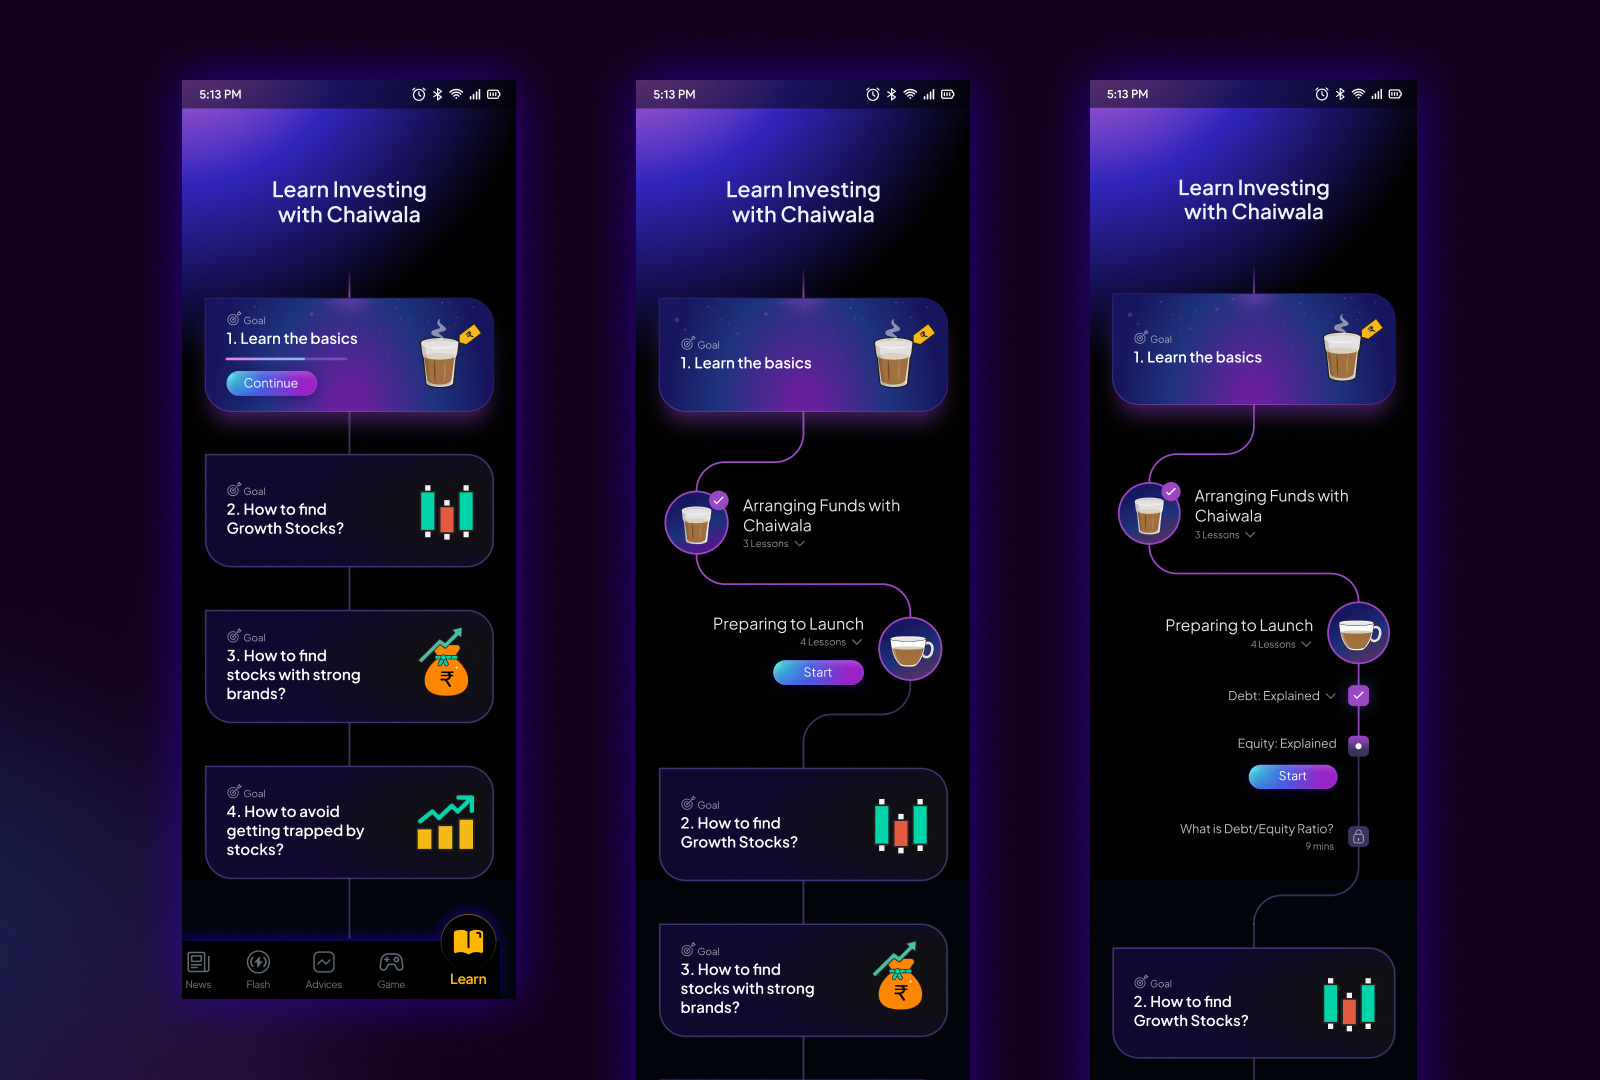 5:13 PM
Learn Investing
with Chaiwala
Goal
1. Learn the basics
Continue
Goal
2. How to find
Growth Stocks?
Goal
3. How to find
stocks with strong
brands?
₹
Goal
4. How to avoid
getting trapped by
stocks?
News
Flash
Advices
Game
Learn
5:13 PM
Learn Investing
with Chaiwala
Goal
1. Learn the basics
Arranging Funds with
Chaiwala
3 Lessons
Preparing to Launch
4 Lessons
Start
Goal
2. How to find
Growth Stocks?
Goal
3. How to find
stocks with strong
brands?
₹
5:13 PM
Learn Investing
with Chaiwala
Goal
1. Learn the basics
Arranging Funds with
Chaiwala
3 Lessons
Preparing to Launch
4 Lessons
Debt: Explained
Equity: Explained
Start
What is Debt/Equity Ratio?
9 mins
Goal
2. How to find
Growth Stocks?